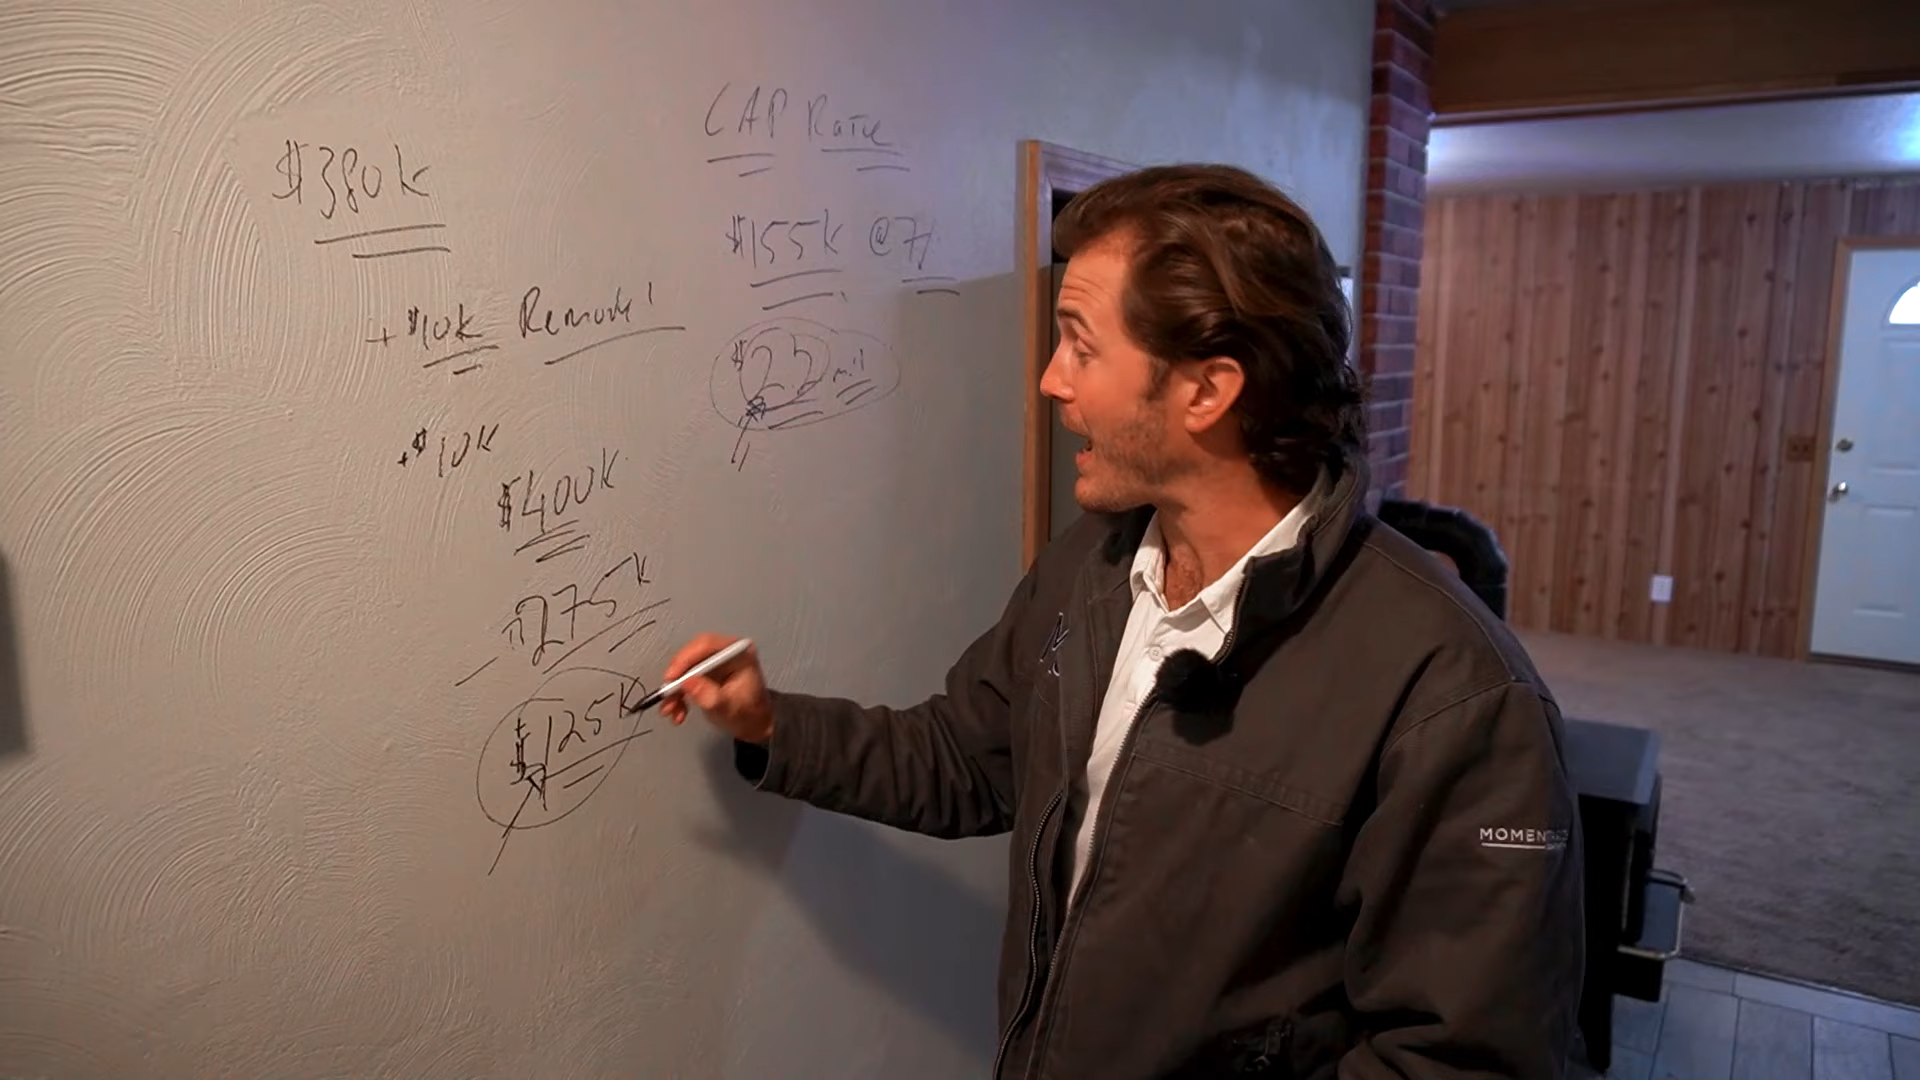 $380k
+ $10k Remodel
+$10K
$400K
- $275K
$125K
CAP Rate
$155K @ 7%
$2.2 mil
MOMENT